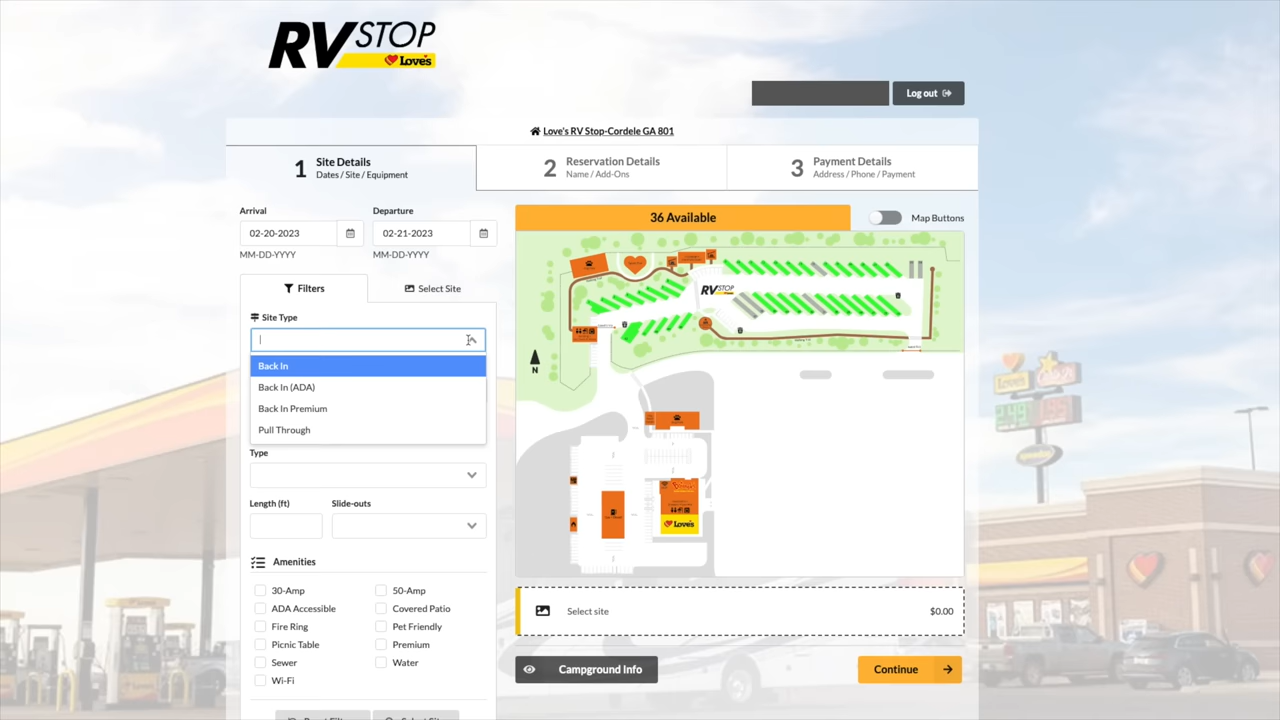 RV STOP
Love's
Log out
Love's RV Stop-Cordele GA 801
1 Site Details
Dates / Site / Equipment
2 Reservation Details
Name / Add-Ons
3 Payment Details
Address / Phone / Payment
Arrival
Departure
02-20-2023
02-21-2023
MM-DD-YYYY
MM-DD-YYYY
36 Available
Map Buttons
Filters
Select Site
Site Type
Back In
Back In (ADA)
Back In Premium
Pull Through
Type
Length (ft)
Slide-outs
Amenities
30-Amp
50-Amp
ADA Accessible
Covered Patio
Fire Ring
Pet Friendly
Picnic Table
Premium
Sewer
Water
Wi-Fi
RV STOP
N
Love's
Select site
$0.00
Campground Info
Continue
Love's